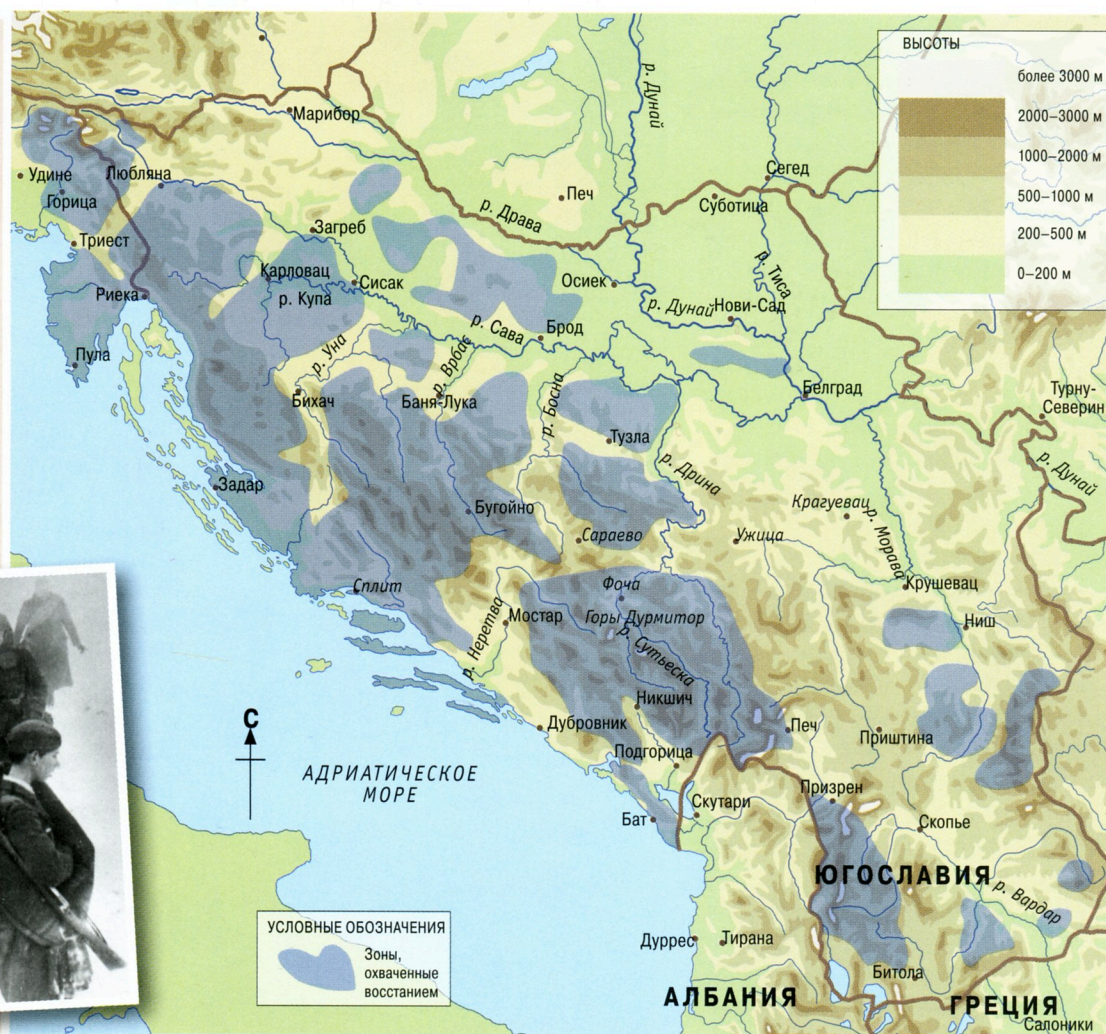 ВЫСОТЫ
более 3000 м
2000–3000 м
1000–2000 м
500–1000 м
200–500 м
0–200 м
р. Дунай
Марибор
Удине
Любляна
Горица
Печ
Сегед
Суботица
р. Драва
Загреб
Триест
Карловац
Сисак
Осиек
р. Тиса
Риека
р. Купа
р. Дунай
Нови-Сад
р. Сава
Брод
Пула
р. Уна
р. Врбас
Белград
Турну-
Северин
Бихач
Баня-Лука
р. Босна
Тузла
р. Дрина
р. Дунай
Задар
Бугойно
Крагуевац
р. Морава
Сараево
Ужица
Сплит
Фоча
Крушевац
Мостар
Горы Дурмитор
Ниш
р. Неретва
р. Сутьеска
Никшич
С
Дубровник
Печ
Приштина
Подгорица
АДРИАТИЧЕСКОЕ
МОРЕ
Бат
Скутари
Призрен
Скопье
ЮГОСЛАВИЯ
р. Вардар
УСЛОВНЫЕ ОБОЗНАЧЕНИЯ
Зоны,
охваченные
восстанием
Дуррес
Тирана
Битола
АЛБАНИЯ
ГРЕЦИЯ
Салоники